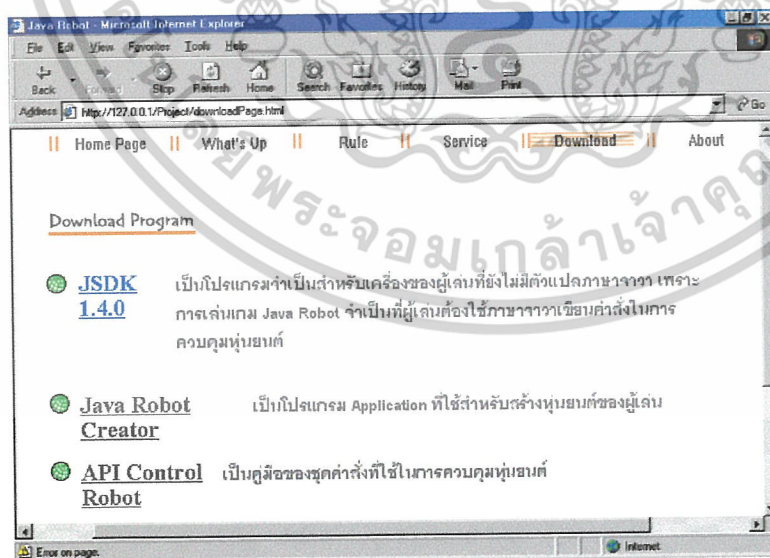 Java Robot - Microsoft Internet Explorer
File Edit View Favorites Tools Help
Back Forward Stop Refresh Home Search Favorites History Mail Print
Address http://127.0.0.1/Project/downloadPage.html Go
|| Home Page || What's Up || Rule || Service || Download || About
Download Program
JSDK 1.4.0
เป็นโปรแกรมจำเป็นสำหรับเครื่องของผู้เล่นที่ยังไม่มีตัวแปลภาษาจาวา เพราะ
การเล่นเกม Java Robot จำเป็นที่ผู้เล่นต้องใช้ภาษาจาวาเขียนคำสั่งในการ
ควบคุมหุ่นยนต์
Java Robot Creator
เป็นโปรแกรม Application ที่ใช้สำหรับสร้างหุ่นยนต์ของผู้เล่น
API Control Robot
เป็นคู่มือของชุดคำสั่งที่ใช้ในการควบคุมหุ่นยนต์
Error on page.
Internet